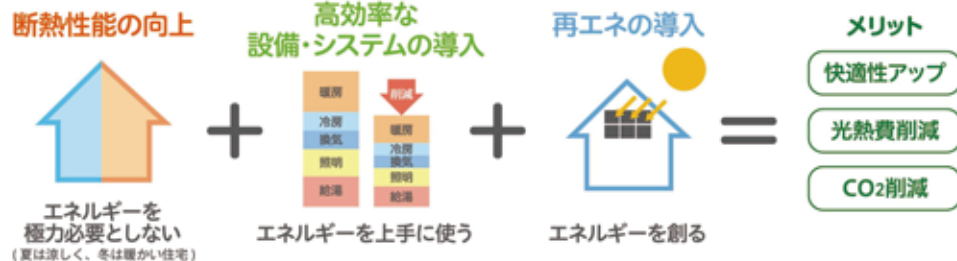 断熱性能の向上
エネルギーを
極力必要としない
(夏は涼しく、冬は暖かい住宅)
高効率な
設備・システムの導入
暖房
冷房
換気
照明
給湯
削減
暖房
冷房
換気
照明
給湯
エネルギーを上手に使う
再エネの導入
エネルギーを創る
メリット
快適性アップ
光熱費削減
CO2削減